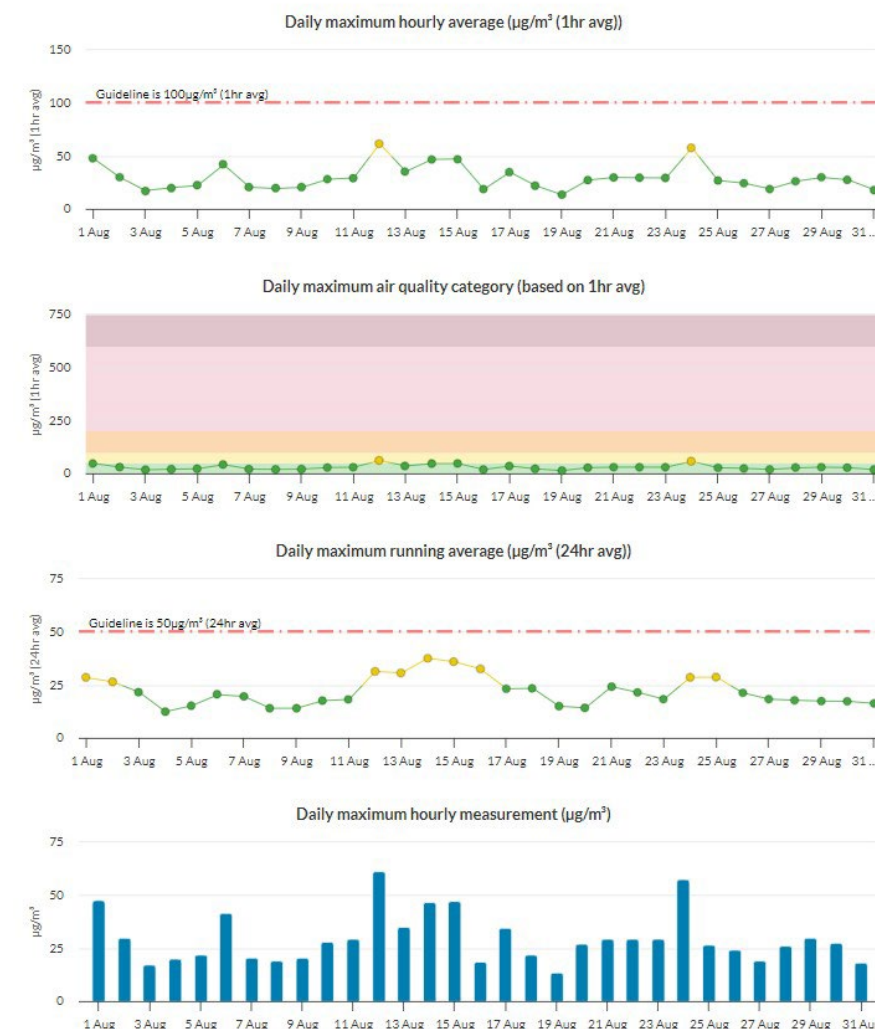 Daily maximum hourly average (µg/m³ (1hr avg))
150
Guideline is 100µg/m³ (1hr avg)
100
µg/m³ (1hr avg)
50
0
1 Aug 3 Aug 5 Aug 7 Aug 9 Aug 11 Aug 13 Aug 15 Aug 17 Aug 19 Aug 21 Aug 23 Aug 25 Aug 27 Aug 29 Aug 31 ...
Daily maximum air quality category (based on 1hr avg)
750
500
µg/m³ (1hr avg)
250
0
1 Aug 3 Aug 5 Aug 7 Aug 9 Aug 11 Aug 13 Aug 15 Aug 17 Aug 19 Aug 21 Aug 23 Aug 25 Aug 27 Aug 29 Aug 31 ...
Daily maximum running average (µg/m³ (24hr avg))
75
Guideline is 50µg/m³ (24hr avg)
50
µg/m³ (24hr avg)
25
0
1 Aug 3 Aug 5 Aug 7 Aug 9 Aug 11 Aug 13 Aug 15 Aug 17 Aug 19 Aug 21 Aug 23 Aug 25 Aug 27 Aug 29 Aug 31 ...
Daily maximum hourly measurement (µg/m³)
75
50
µg/m³
25
0
1 Aug 3 Aug 5 Aug 7 Aug 9 Aug 11 Aug 13 Aug 15 Aug 17 Aug 19 Aug 21 Aug 23 Aug 25 Aug 27 Aug 29 Aug 31 Aug